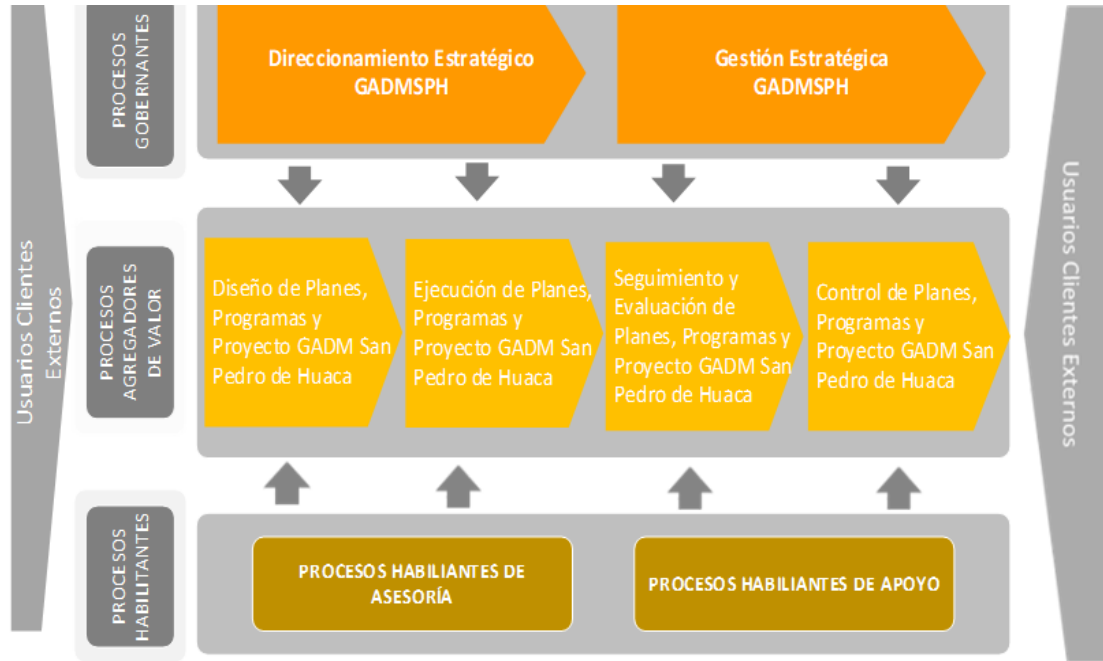 Usuarios Clientes
Externos
PROCESOS
GOBERNANTES
Direccionamiento Estratégico
GADMSPH
Gestión Estratégica
GADMSPH
PROCESOS
AGREGADORES
DE VALOR
Diseño de Planes,
Programas y
Proyecto GADM San
Pedro de Huaca
Ejecución de Planes,
Programas y
Proyecto GADM San
Pedro de Huaca
Seguimiento y
Evaluación de
Planes, Programas y
Proyecto GADM San
Pedro de Huaca
Control de Planes,
Programas y
Proyecto GADM San
Pedro de Huaca
PROCESOS
HABILITANTES
PROCESOS HABILIANTES DE
ASESORÍA
PROCESOS HABILIANTES DE APOYO
Usuarios Clientes Externos